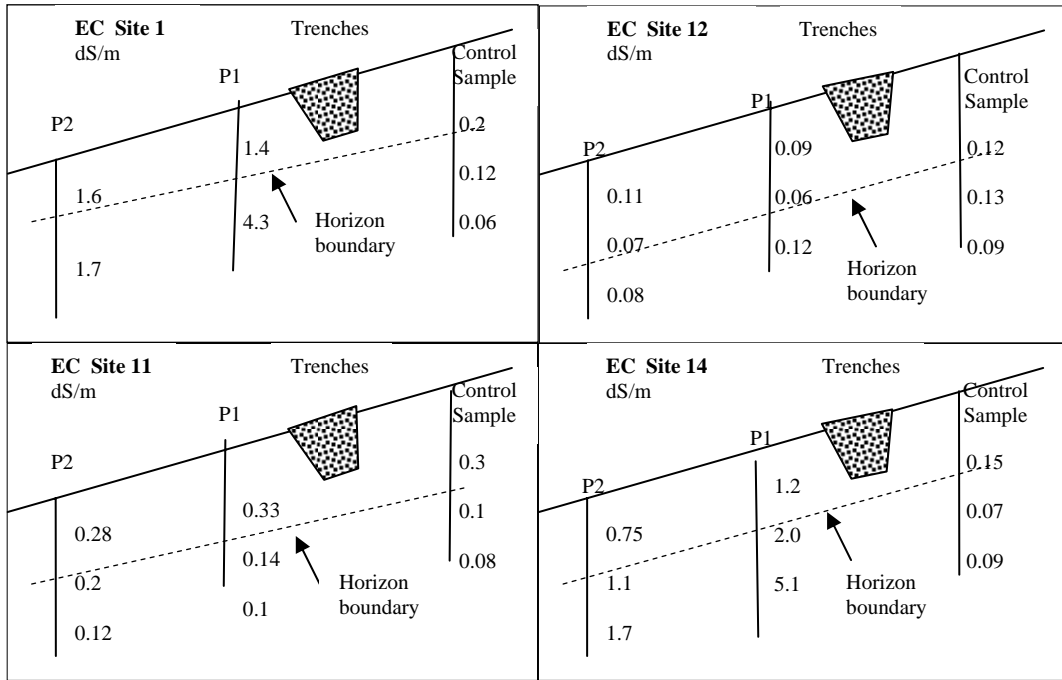 EC Site 1
dS/m
Trenches
Control
Sample
P1
P2
0.2
1.4
0.12
1.6
4.3
0.06
Horizon
boundary
1.7
EC Site 12
dS/m
Trenches
Control
Sample
P1
P2
0.12
0.09
0.11
0.06
0.13
0.07
0.12
0.09
Horizon
boundary
0.08
EC Site 11
dS/m
Trenches
Control
Sample
P1
P2
0.3
0.33
0.1
0.28
0.14
0.08
0.2
Horizon
boundary
0.1
0.12
EC Site 14
dS/m
Trenches
Control
Sample
P1
P2
0.15
1.2
0.07
0.75
2.0
0.09
1.1
5.1
Horizon
boundary
1.7